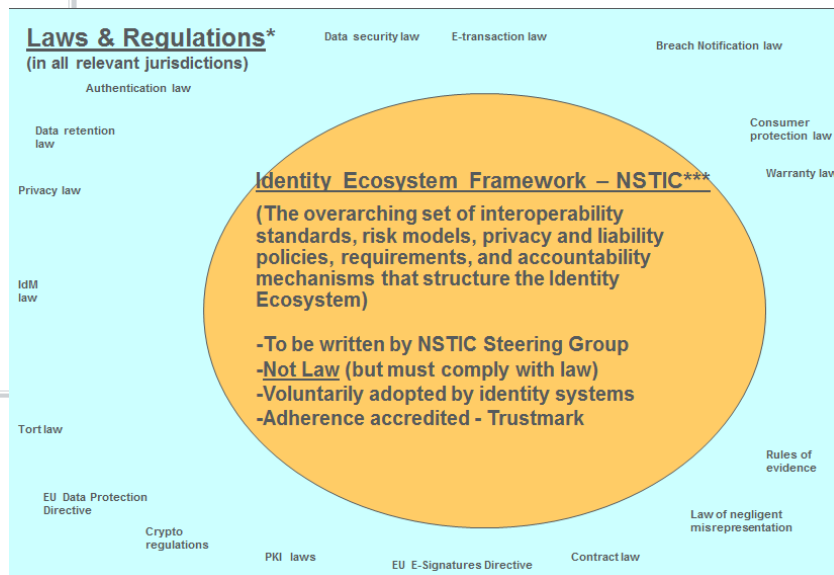 Laws & Regulations*
(in all relevant jurisdictions)
Data security law
E-transaction law
Breach Notification law
Authentication law
Consumer
protection law
Data retention
law
Warranty law
Privacy law
Identity Ecosystem Framework – NSTIC***
(The overarching set of interoperability
standards, risk models, privacy and liability
policies, requirements, and accountability
mechanisms that structure the Identity
Ecosystem)
-To be written by NSTIC Steering Group
-Not Law (but must comply with law)
-Voluntarily adopted by identity systems
-Adherence accredited - Trustmark
IdM
law
Tort law
Rules of
evidence
EU Data Protection
Directive
Law of negligent
misrepresentation
Crypto
regulations
PKI laws
EU E-Signatures Directive
Contract law